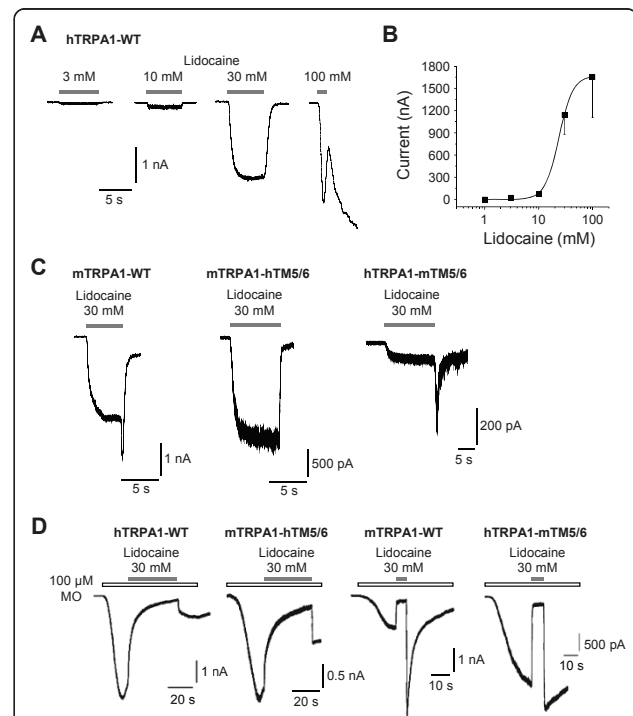 A
hTRPA1-WT
Lidocaine
3 mM 10 mM 30 mM 100 mM
1 nA
5 s
B
Current (nA)
1800
1500
1200
900
600
300
0
1 10 100
Lidocaine (mM)
C
mTRPA1-WT mTRPA1-hTM5/6 hTRPA1-mTM5/6
Lidocaine Lidocaine Lidocaine
30 mM 30 mM 30 mM
1 nA 500 pA 200 pA
5 s 5 s 5 s
D
hTRPA1-WT mTRPA1-hTM5/6 mTRPA1-WT hTRPA1-mTM5/6
Lidocaine Lidocaine Lidocaine Lidocaine
30 mM 30 mM 30 mM 30 mM
100 µM
MO
1 nA 0.5 nA 1 nA 500 pA
20 s 20 s 10 s 10 s